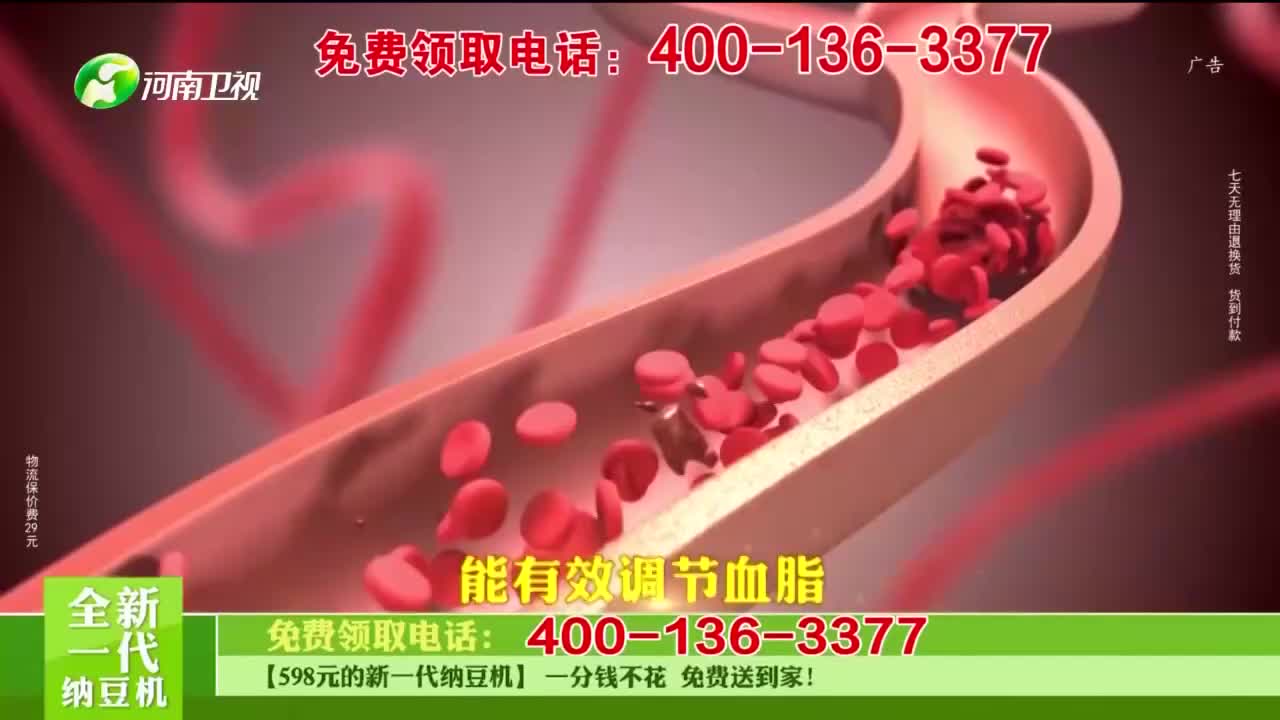 免费领取电话：400-136-3377
河南卫视
广告
七天无理由退换货 货到付款
物流保价费29元
能有效调节血脂
全新
一代
纳豆机
免费领取电话：400-136-3377
【598元的新一代纳豆机】 一分钱不花 免费送到家！